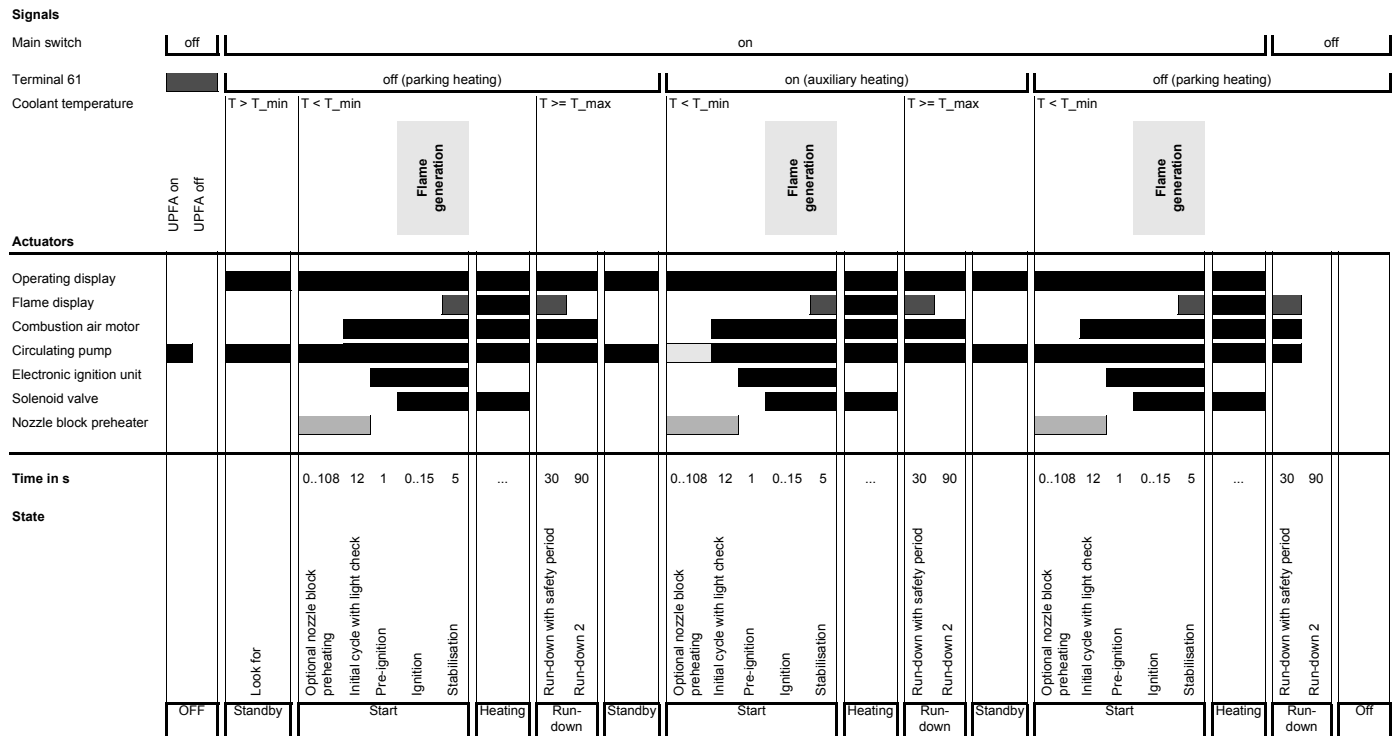 Signals
Main switch off on off
Terminal 61 off (parking heating) on (auxiliary heating) off (parking heating)
Coolant temperature T > T_min T < T_min T >= T_max T < T_min T >= T_max T < T_min
UPFA on
UPFA off
Flame
generation
Flame
generation
Flame
generation
Actuators
Operating display
Flame display
Combustion air motor
Circulating pump
Electronic ignition unit
Solenoid valve
Nozzle block preheater
Time in s 0..108 12 1 0..15 5 ... 30 90 0..108 12 1 0..15 5 ... 30 90 0..108 12 1 0..15 5 ... 30 90
State
Look for
Optional nozzle block
preheating
Initial cycle with light check
Pre-ignition
Ignition
Stabilisation
Run-down with safety period
Run-down 2
Optional nozzle block
preheating
Initial cycle with light check
Pre-ignition
Ignition
Stabilisation
Run-down with safety period
Run-down 2
Optional nozzle block
preheating
Initial cycle with light check
Pre-ignition
Ignition
Stabilisation
Run-down with safety period
Run-down 2
OFF Standby Start Heating Run- Standby Start Heating Run- Standby Start Heating Run- Off
down down down